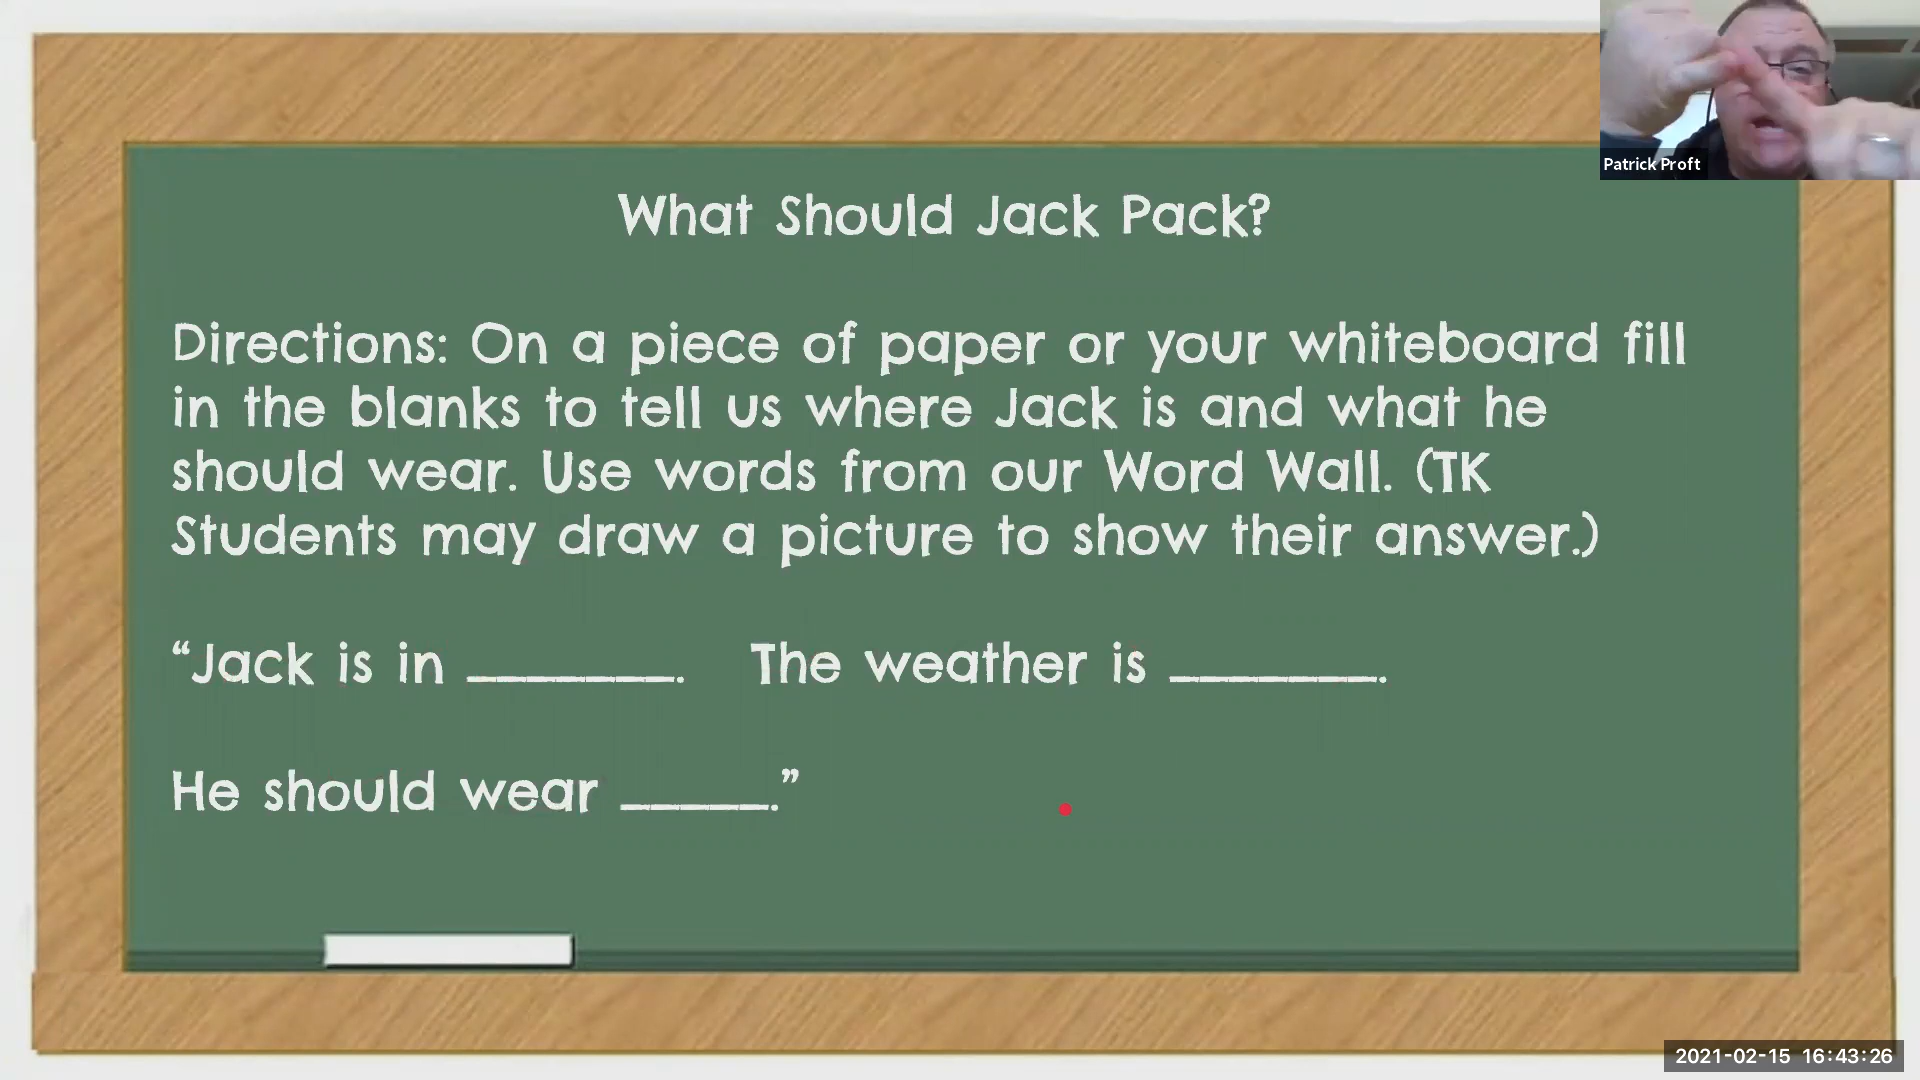 Patrick Proft
What Should Jack Pack?
Directions: On a piece of paper or your whiteboard fill
in the blanks to tell us where Jack is and what he
should wear. Use words from our Word Wall. (TK
Students may draw a picture to show their answer.)
“Jack is in _______. The weather is _______.
He should wear _____.”
2021-02-15 16:43:26